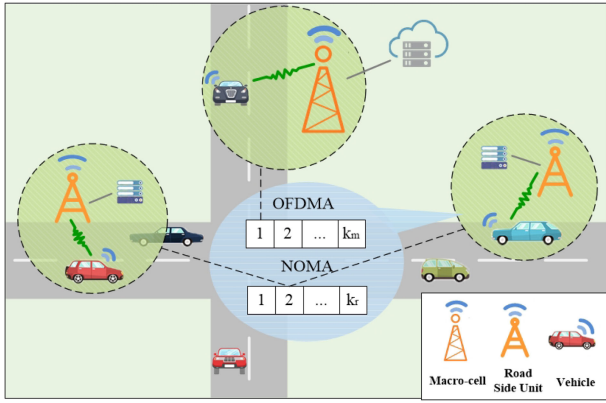 OFDMA
1 2 ... km
NOMA
1 2 ... kr
Macro-cell
Road
Side Unit
Vehicle